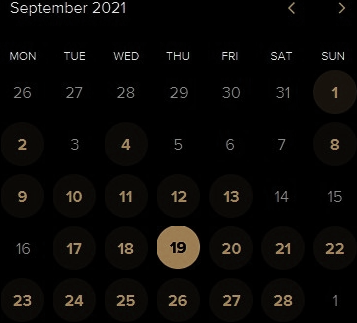 September 2021
MON TUE WED THU FRI SAT SUN
26 27 28 29 30 31 1
2 3 4 5 6 7 8
9 10 11 12 13 14 15
16 17 18 19 20 21 22
23 24 25 26 27 28 1